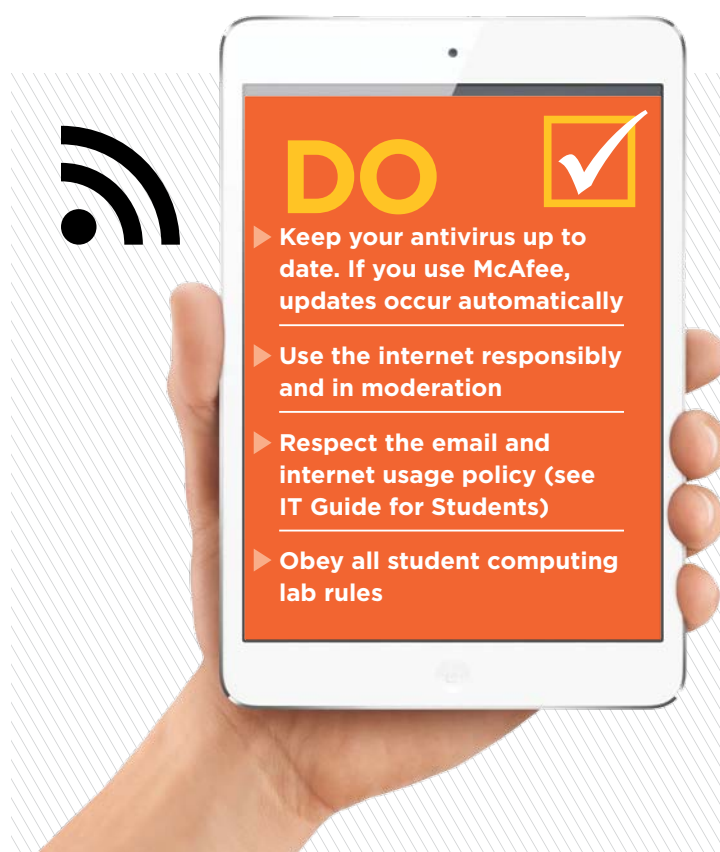 DO
Keep your antivirus up to
date. If you use McAfee,
updates occur automatically
Use the internet responsibly
and in moderation
Respect the email and
internet usage policy (see
IT Guide for Students)
Obey all student computing
lab rules